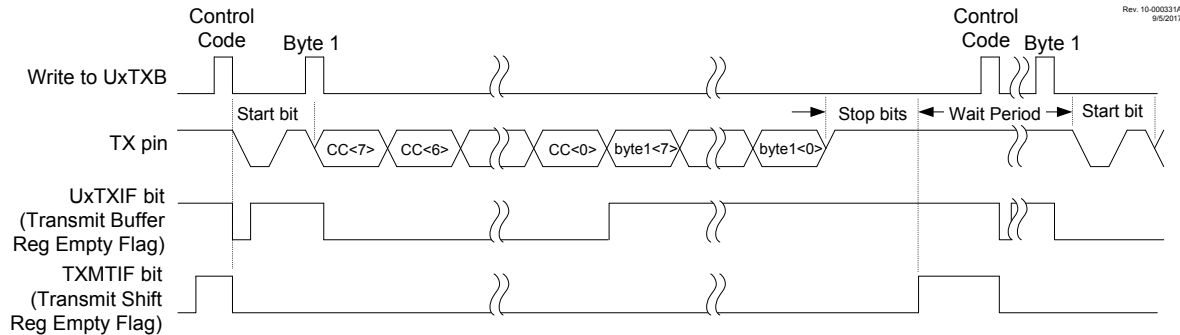 Rev. 10-000331A
9/5/2017
Control
Code
Byte 1
Control
Code
Byte 1
Write to UxTXB
Start bit
Stop bits
Wait Period
Start bit
TX pin
CC<7>
CC<6>
CC<0>
byte1<7>
byte1<0>
UxTXIF bit
(Transmit Buffer
Reg Empty Flag)
TXMTIF bit
(Transmit Shift
Reg Empty Flag)